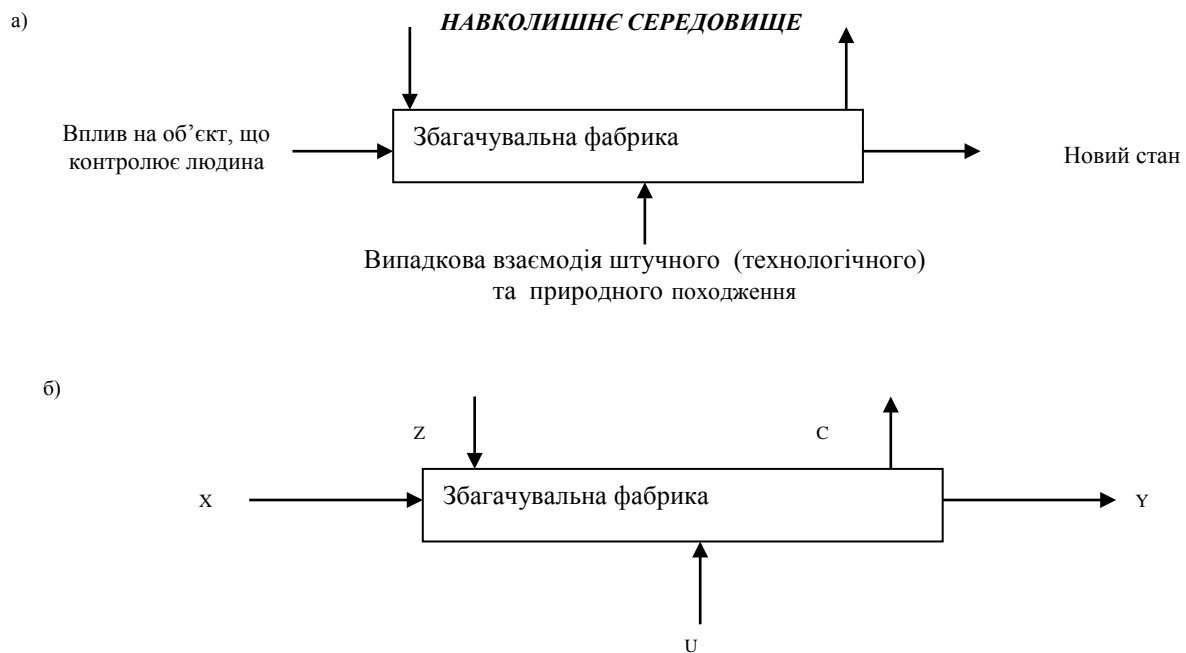 а)
НАВКОЛИШНЄ СЕРЕДОВИЩЕ
Збагачувальна фабрика
Вплив на об’єкт, що
контролює людина
Новий стан
Випадкова взаємодія штучного (технологічного)
та природного походження
б)
Z
C
Збагачувальна фабрика
X
Y
U